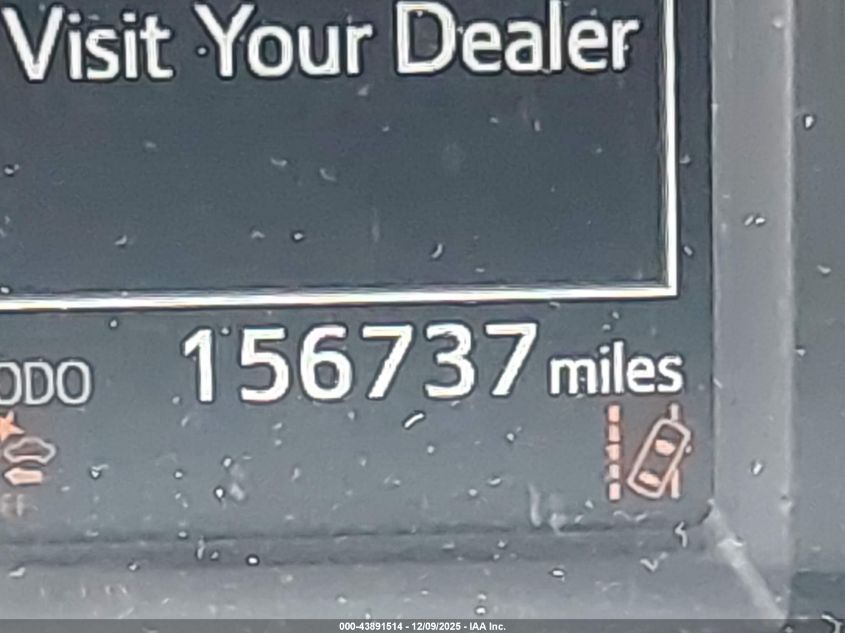 Visit Your Dealer
ODO 156737 miles
000-43891514 - 12/09/2025 - IAA Inc.